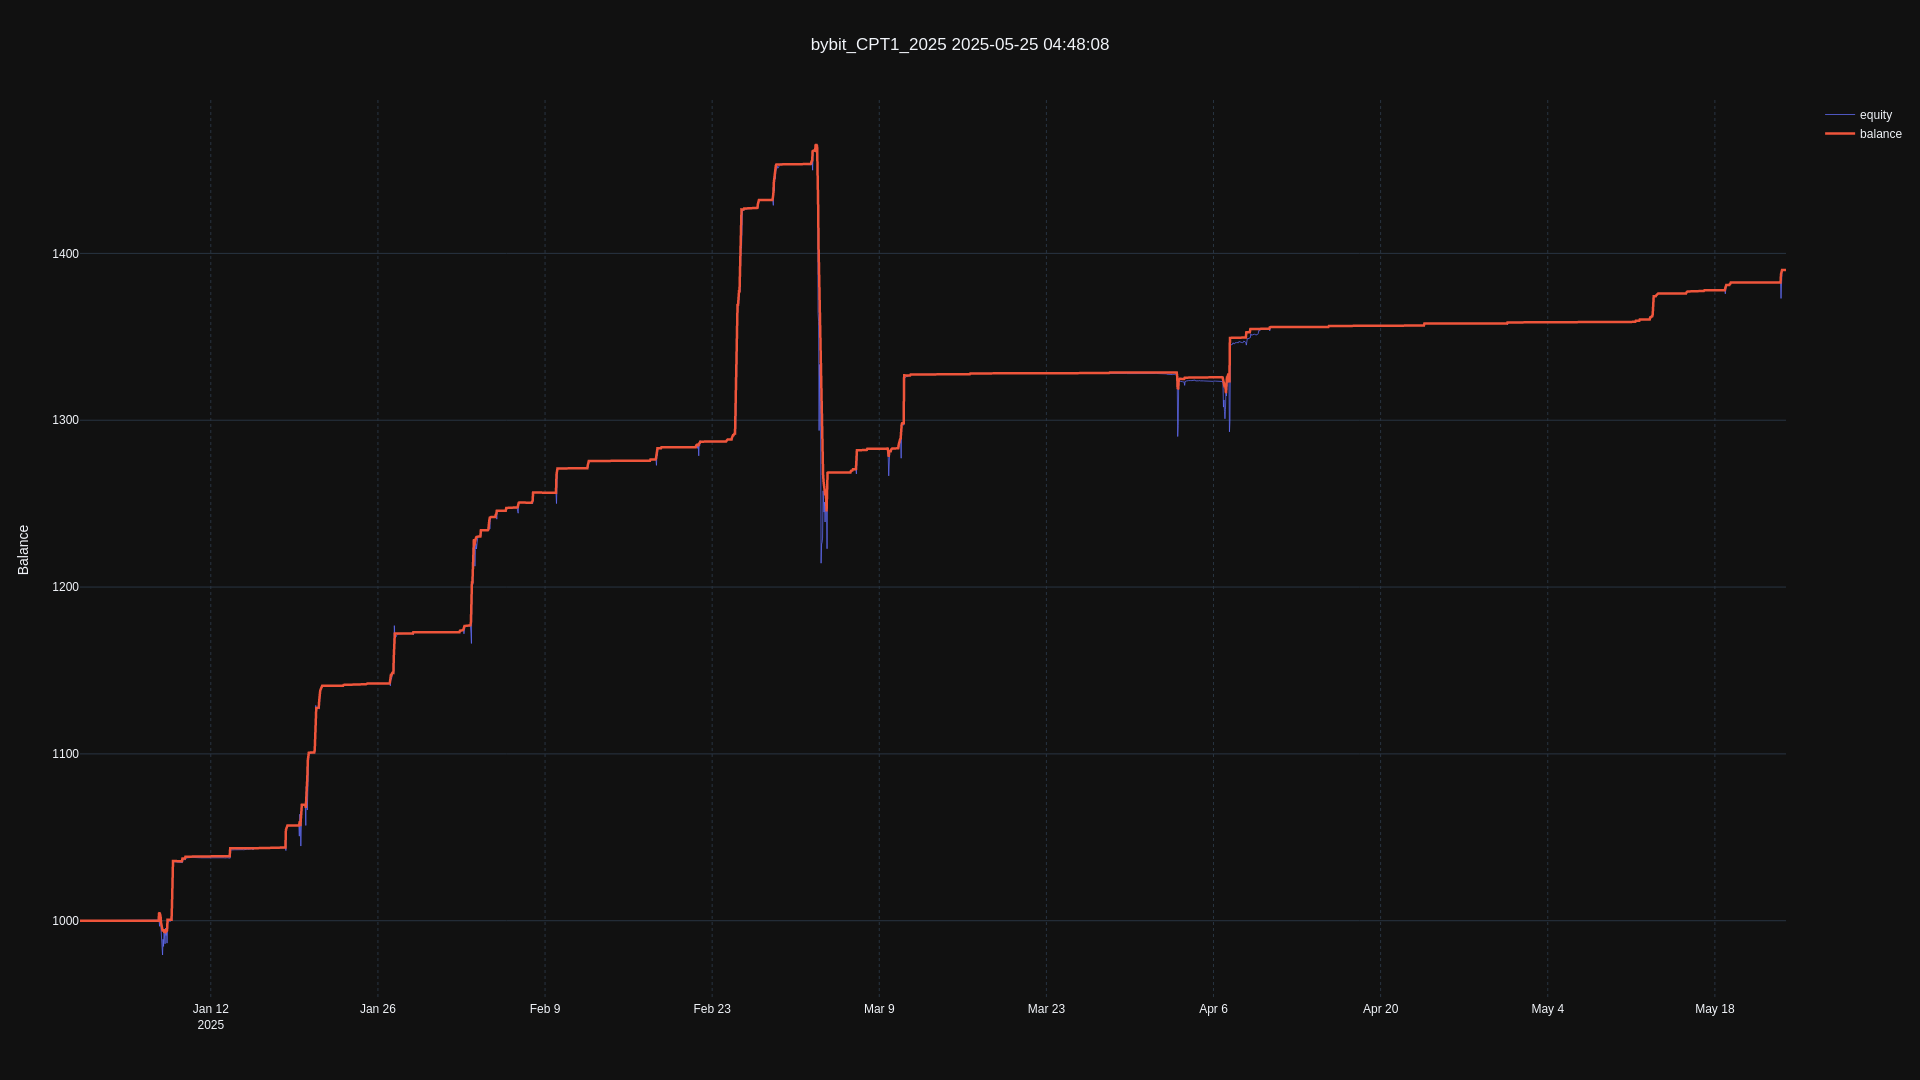 bybit_CPT1_2025 2025-05-25 04:48:08
equity
balance
Balance
1400
1300
1200
1100
1000
Jan 12
2025
Jan 26
Feb 9
Feb 23
Mar 9
Mar 23
Apr 6
Apr 20
May 4
May 18